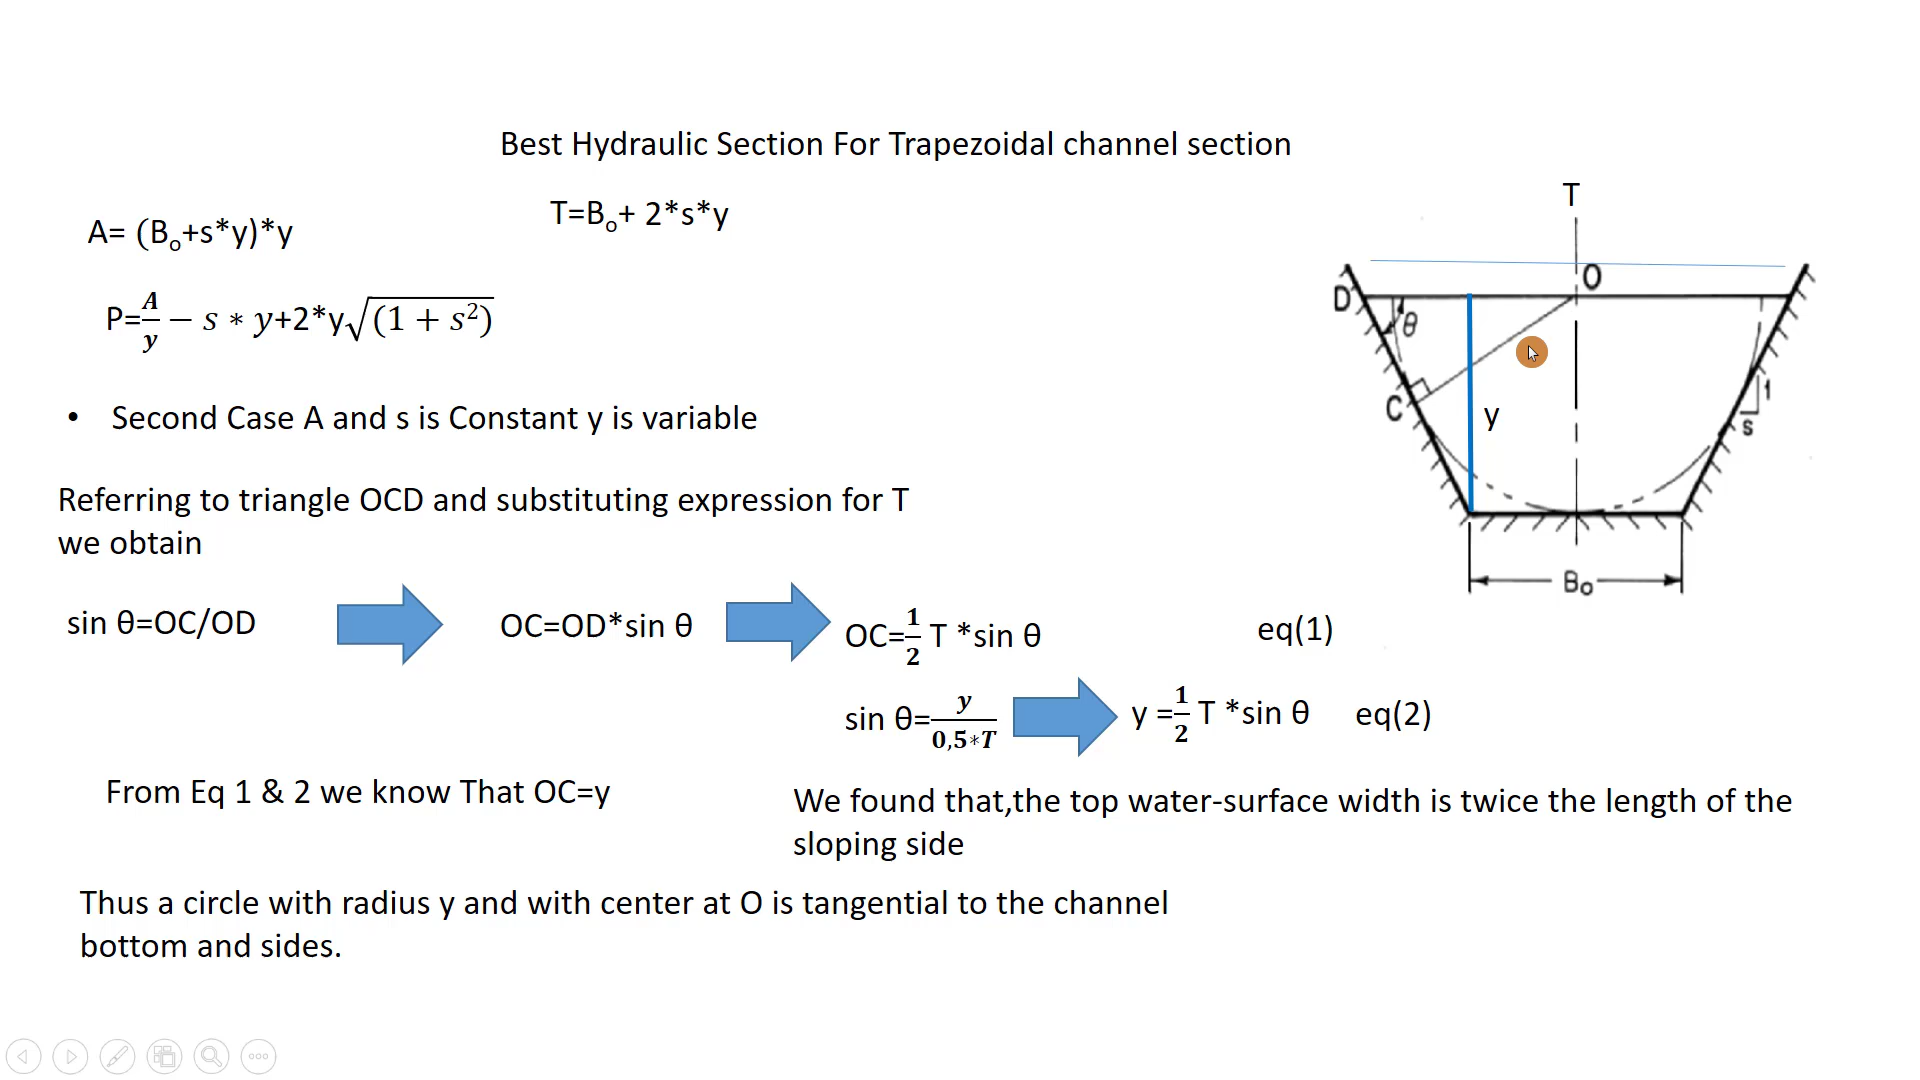 Best Hydraulic Section For Trapezoidal channel section
A= (Bₒ+s*y)*y
T=Bₒ+ 2*s*y
P=A/y − s ∗ y+2*y√(1 + s²)
• Second Case A and s is Constant y is variable
Referring to triangle OCD and substituting expression for T
we obtain
sin θ=OC/OD
OC=OD*sin θ
OC=1/2 T *sin θ
eq(1)
sin θ=y/0,5∗T
y =1/2 T *sin θ
eq(2)
From Eq 1 & 2 we know That OC=y
We found that,the top water-surface width is twice the length of the
sloping side
Thus a circle with radius y and with center at O is tangential to the channel
bottom and sides.
T
O
D
θ
C
y
1
s
Bₒ